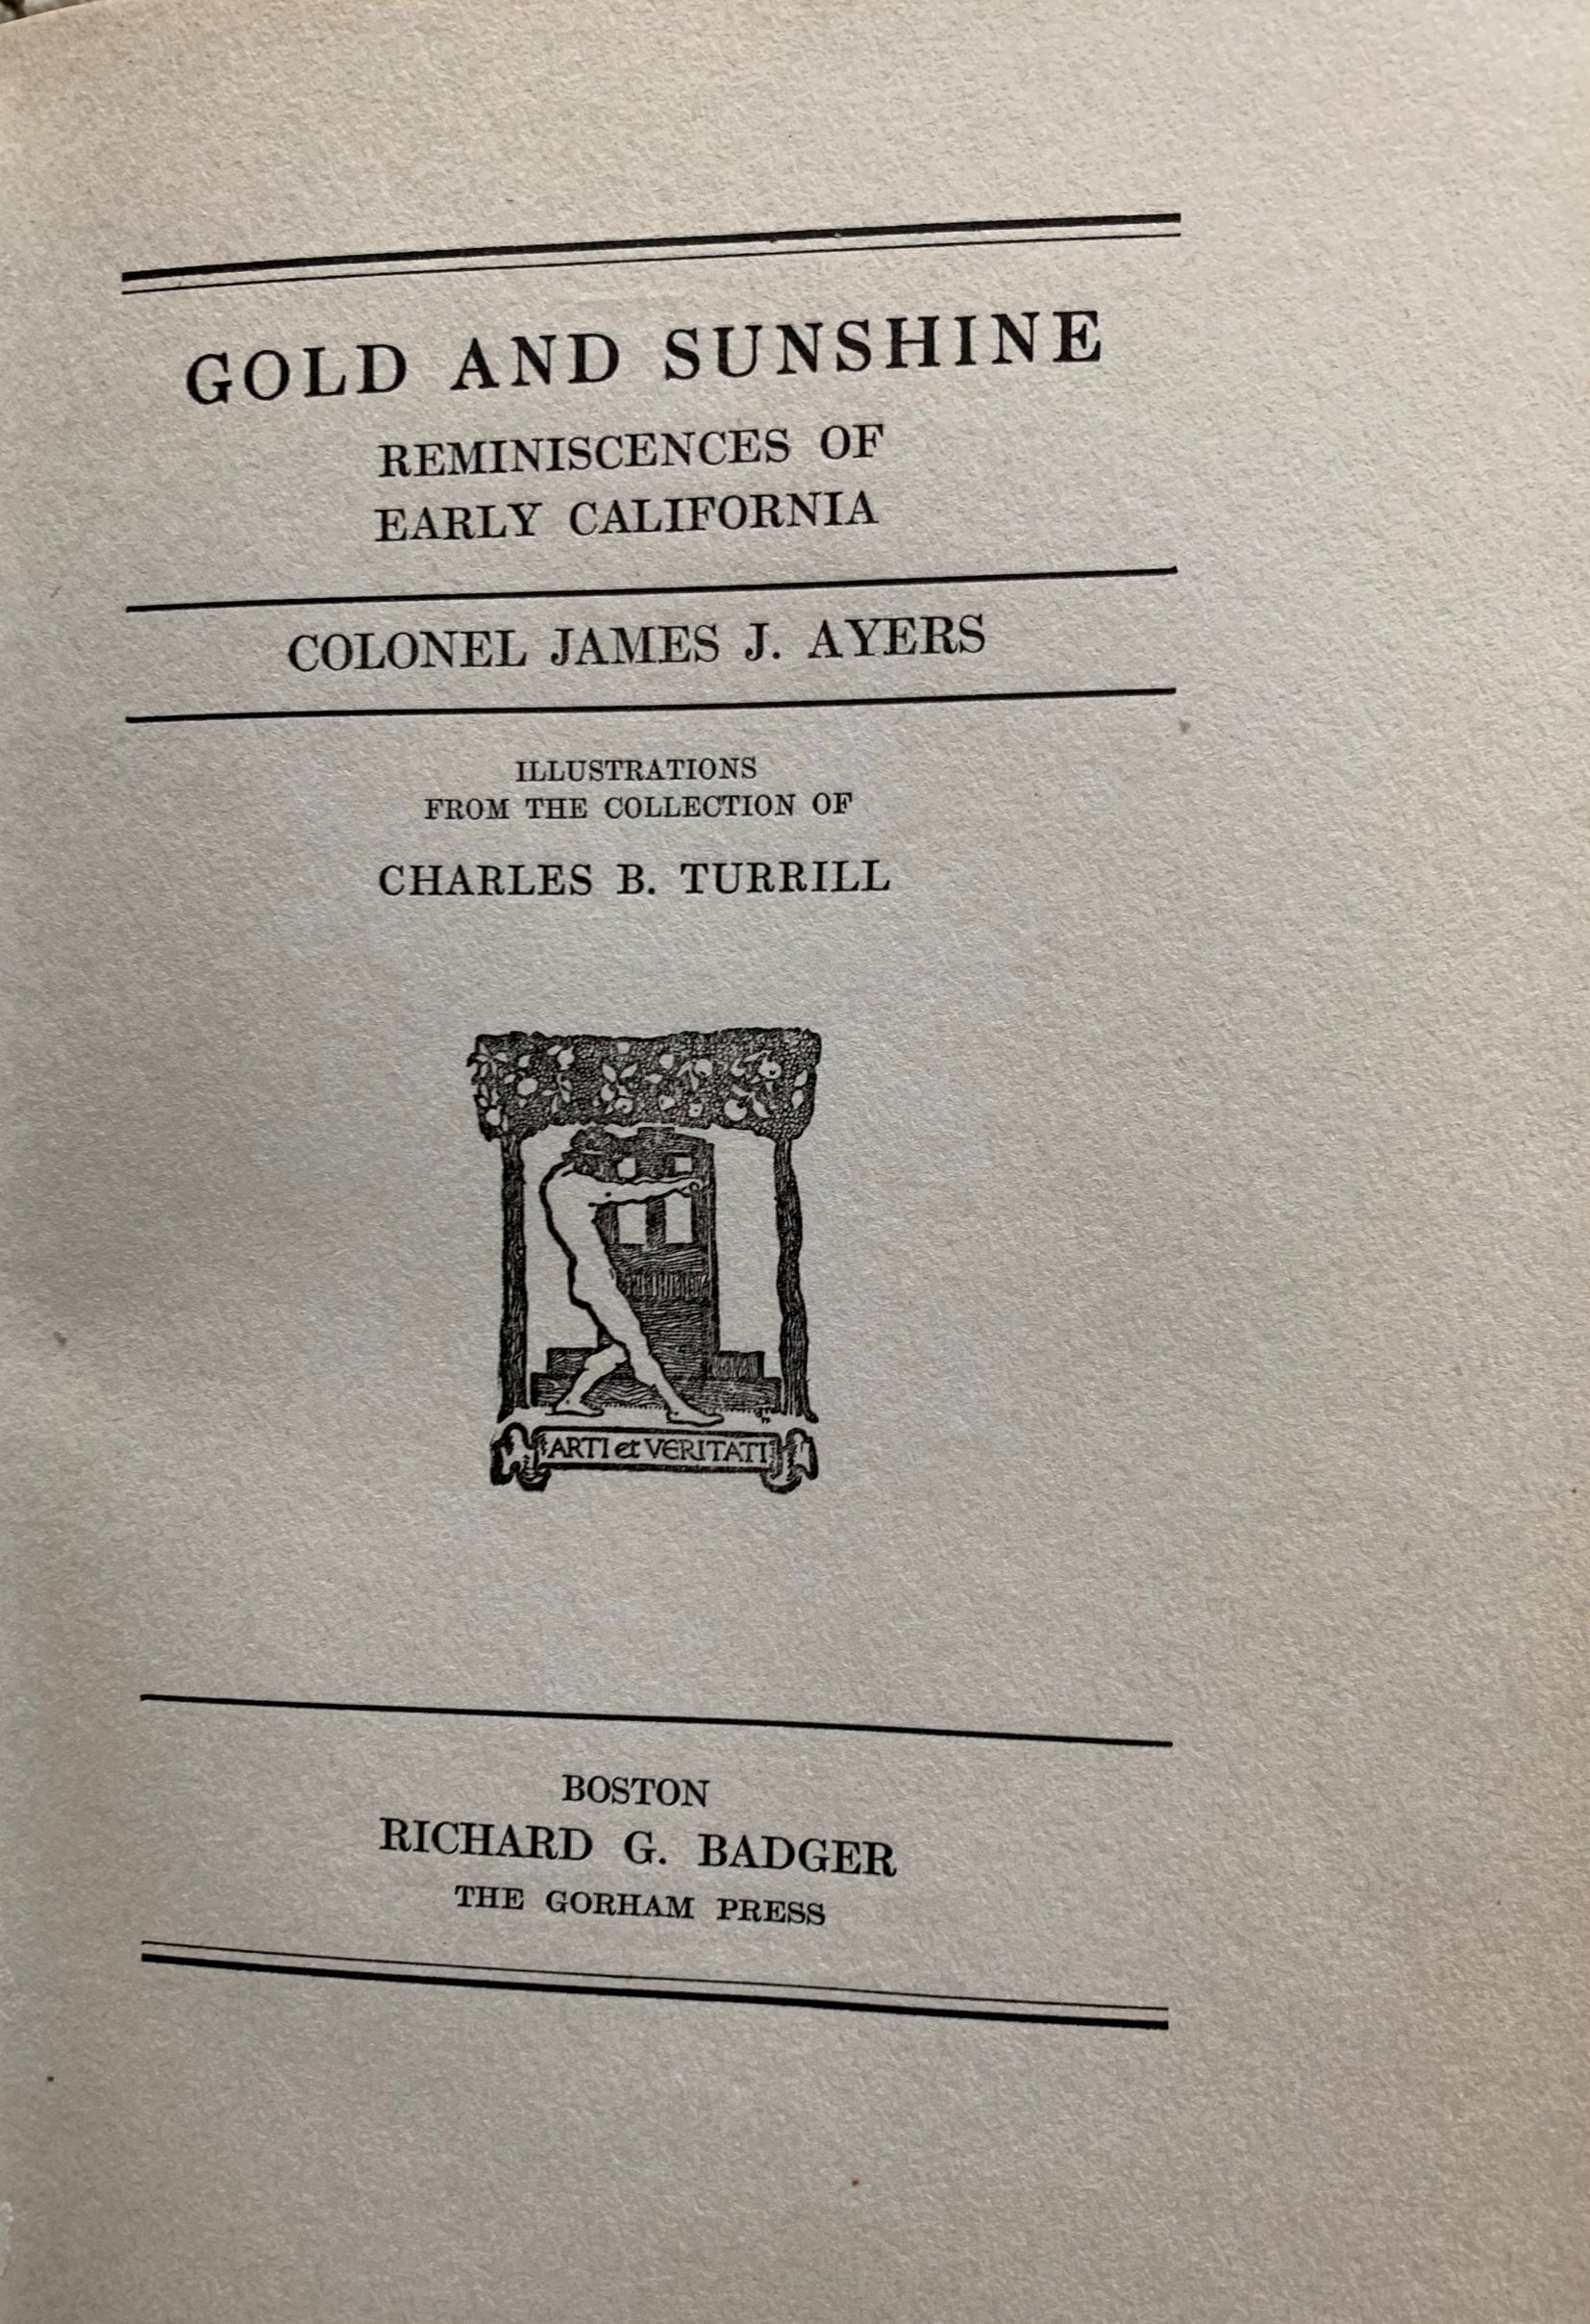 GOLD AND SUNSHINE
REMINISCENCES OF
EARLY CALIFORNIA
COLONEL JAMES J. AYERS
ILLUSTRATIONS
FROM THE COLLECTION OF
CHARLES B. TURRILL
ARTI et VERITATI
BOSTON
RICHARD G. BADGER
THE GORHAM PRESS